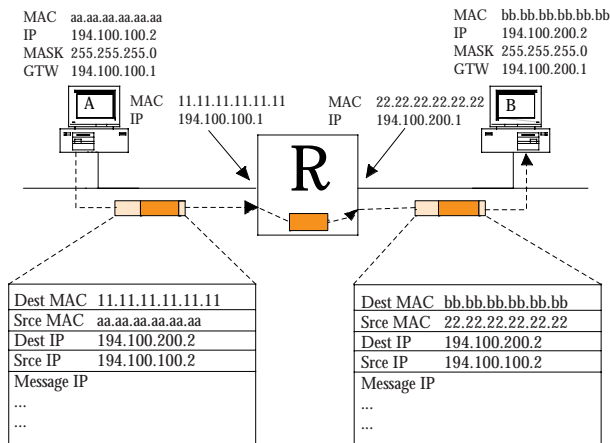 MAC aa.aa.aa.aa.aa.aa
IP 194.100.100.2
MASK 255.255.255.0
GTW 194.100.100.1
MAC bb.bb.bb.bb.bb.bb
IP 194.100.200.2
MASK 255.255.255.0
GTW 194.100.200.1
A
MAC 11.11.11.11.11.11
IP 194.100.100.1
MAC 22.22.22.22.22.22
IP 194.100.200.1
B
R
Dest MAC 11.11.11.11.11.11
Srce MAC aa.aa.aa.aa.aa.aa
Dest IP 194.100.200.2
Srce IP 194.100.100.2
Message IP
...
...
Dest MAC bb.bb.bb.bb.bb.bb
Srce MAC 22.22.22.22.22.22
Dest IP 194.100.200.2
Srce IP 194.100.100.2
Message IP
...
...